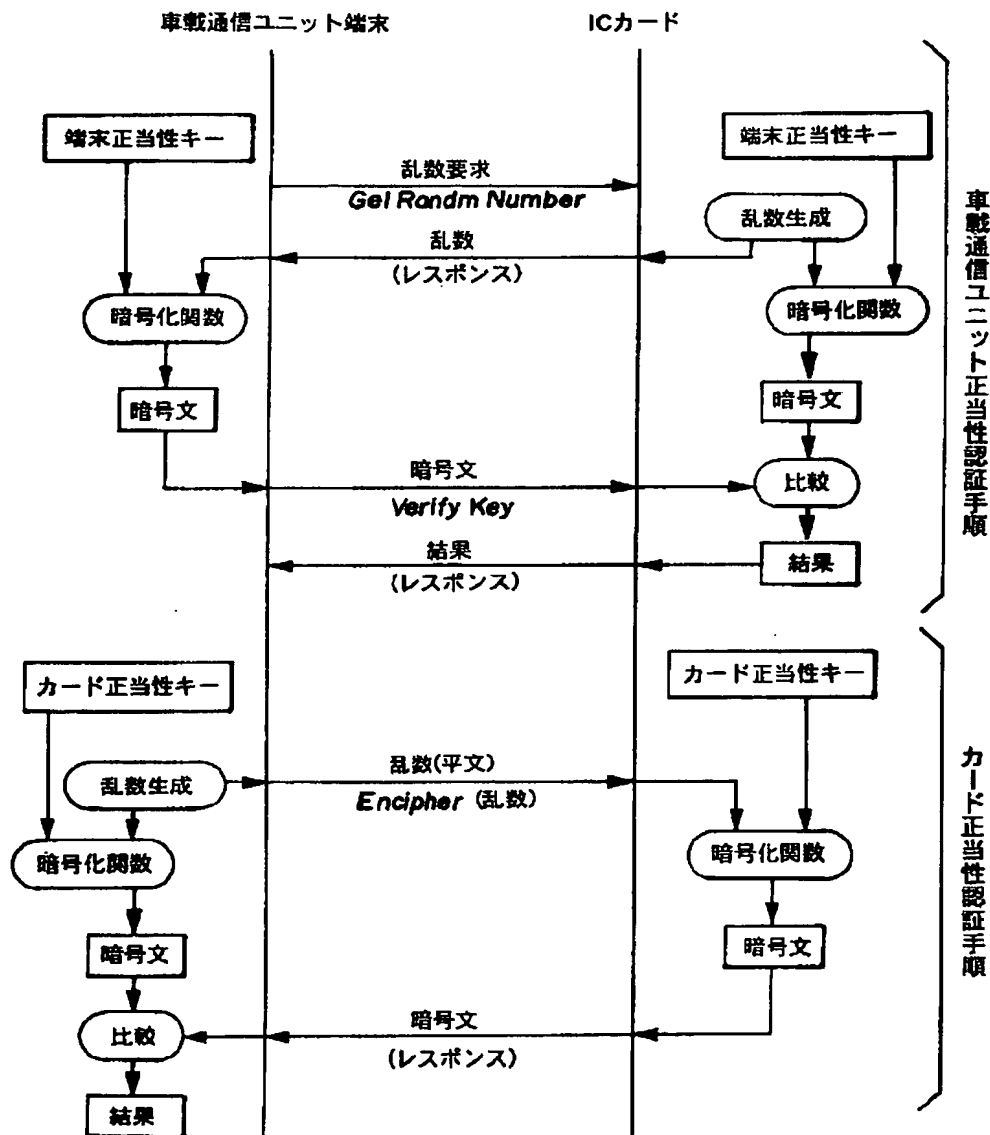 車載通信ユニット端末
ICカード
端末正当性キー
端末正当性キー
乱数要求
Gel Randm Number
乱数生成
乱数
(レスポンス)
暗号化関数
暗号化関数
暗号文
暗号文
暗号文
Verify Key
比較
結果
(レスポンス)
結果
車載通信ユニット正当性認証手順
カード正当性キー
カード正当性キー
乱数生成
乱数(平文)
Encipher (乱数)
暗号化関数
暗号化関数
暗号文
暗号文
比較
暗号文
(レスポンス)
結果
カード正当性認証手順